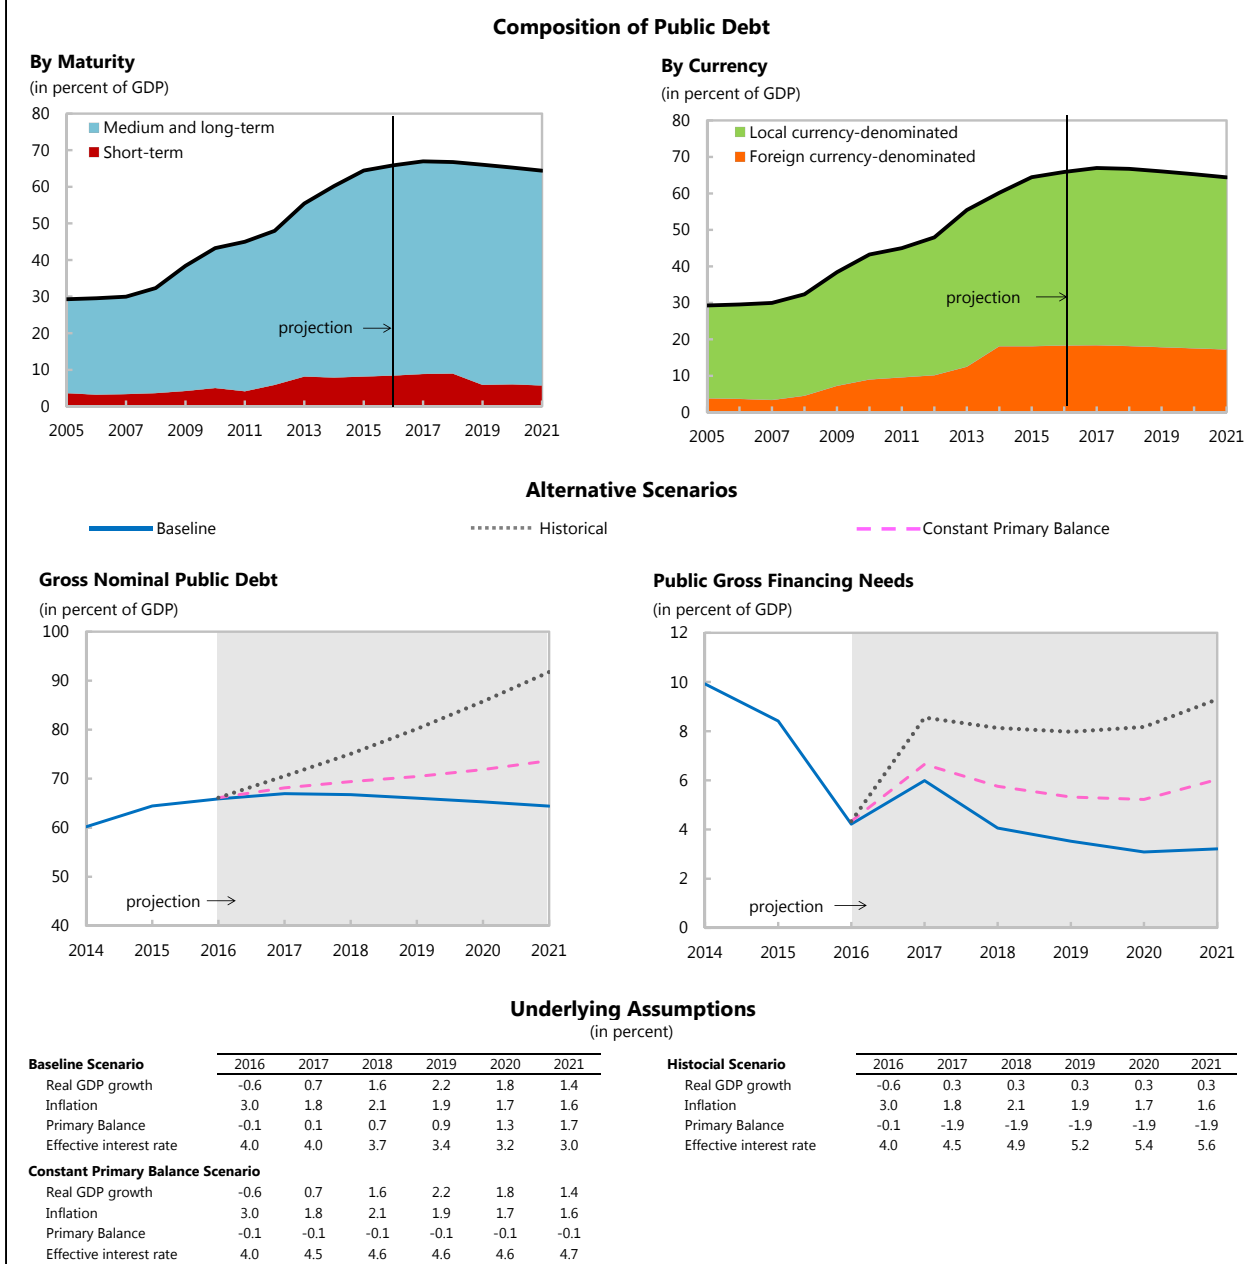 Composition of Public Debt
By Maturity
(in percent of GDP)
80
70
60
50
40
30
20
10
0
Medium and long-term
Short-term
projection
2005 2007 2009 2011 2013 2015 2017 2019 2021
By Currency
(in percent of GDP)
80
70
60
50
40
30
20
10
0
Local currency-denominated
Foreign currency-denominated
projection
2005 2007 2009 2011 2013 2015 2017 2019 2021
Alternative Scenarios
Baseline Historical Constant Primary Balance
Gross Nominal Public Debt
(in percent of GDP)
100
90
80
70
60
50
40
projection
2014 2015 2016 2017 2018 2019 2020 2021
Public Gross Financing Needs
(in percent of GDP)
12
10
8
6
4
2
0
projection
2014 2015 2016 2017 2018 2019 2020 2021
Underlying Assumptions
(in percent)
Baseline Scenario 2016 2017 2018 2019 2020 2021
Real GDP growth -0.6 0.7 1.6 2.2 1.8 1.4
Inflation 3.0 1.8 2.1 1.9 1.7 1.6
Primary Balance -0.1 0.1 0.7 0.9 1.3 1.7
Effective interest rate 4.0 4.0 3.7 3.4 3.2 3.0
Constant Primary Balance Scenario
Real GDP growth -0.6 0.7 1.6 2.2 1.8 1.4
Inflation 3.0 1.8 2.1 1.9 1.7 1.6
Primary Balance -0.1 -0.1 -0.1 -0.1 -0.1 -0.1
Effective interest rate 4.0 4.5 4.6 4.6 4.6 4.7
Histocial Scenario 2016 2017 2018 2019 2020 2021
Real GDP growth -0.6 0.3 0.3 0.3 0.3 0.3
Inflation 3.0 1.8 2.1 1.9 1.7 1.6
Primary Balance -0.1 -1.9 -1.9 -1.9 -1.9 -1.9
Effective interest rate 4.0 4.5 4.9 5.2 5.4 5.6